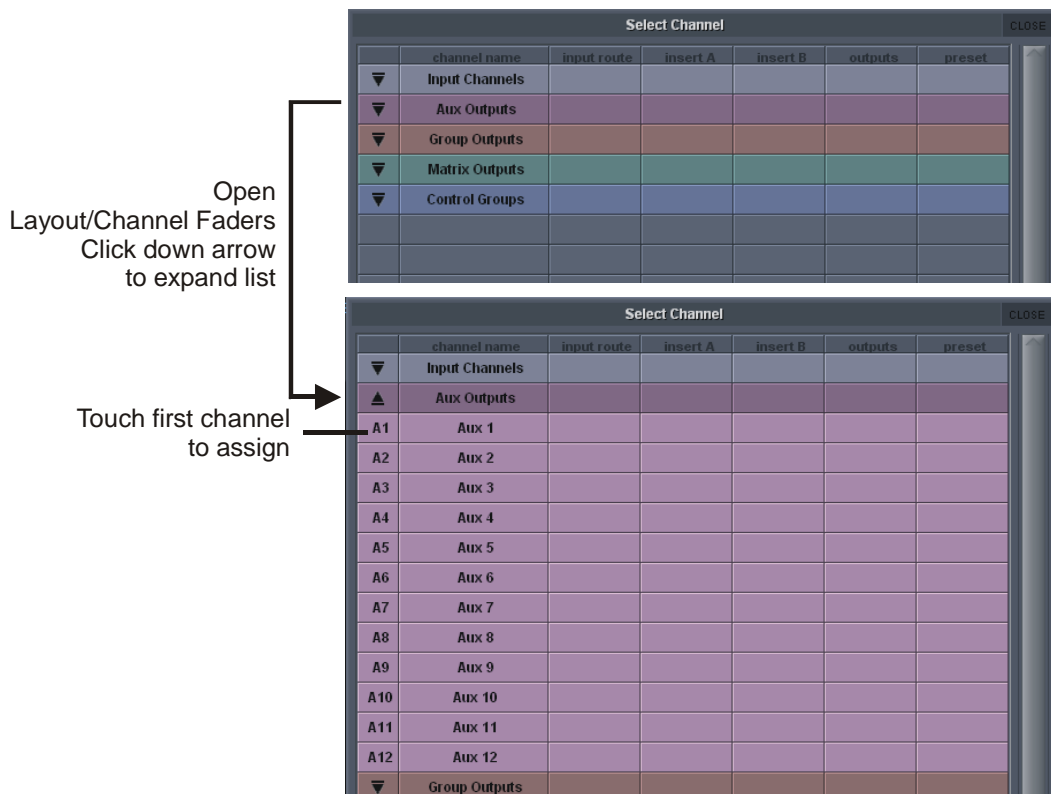 Select Channel CLOSE
channel name input route insert A insert B outputs preset
Input Channels
Aux Outputs
Group Outputs
Matrix Outputs
Control Groups
Open
Layout/Channel Faders
Click down arrow
to expand list
Select Channel CLOSE
channel name input route insert A insert B outputs preset
Input Channels
Aux Outputs
Touch first channel
to assign
A1 Aux 1
A2 Aux 2
A3 Aux 3
A4 Aux 4
A5 Aux 5
A6 Aux 6
A7 Aux 7
A8 Aux 8
A9 Aux 9
A10 Aux 10
A11 Aux 11
A12 Aux 12
Group Outputs